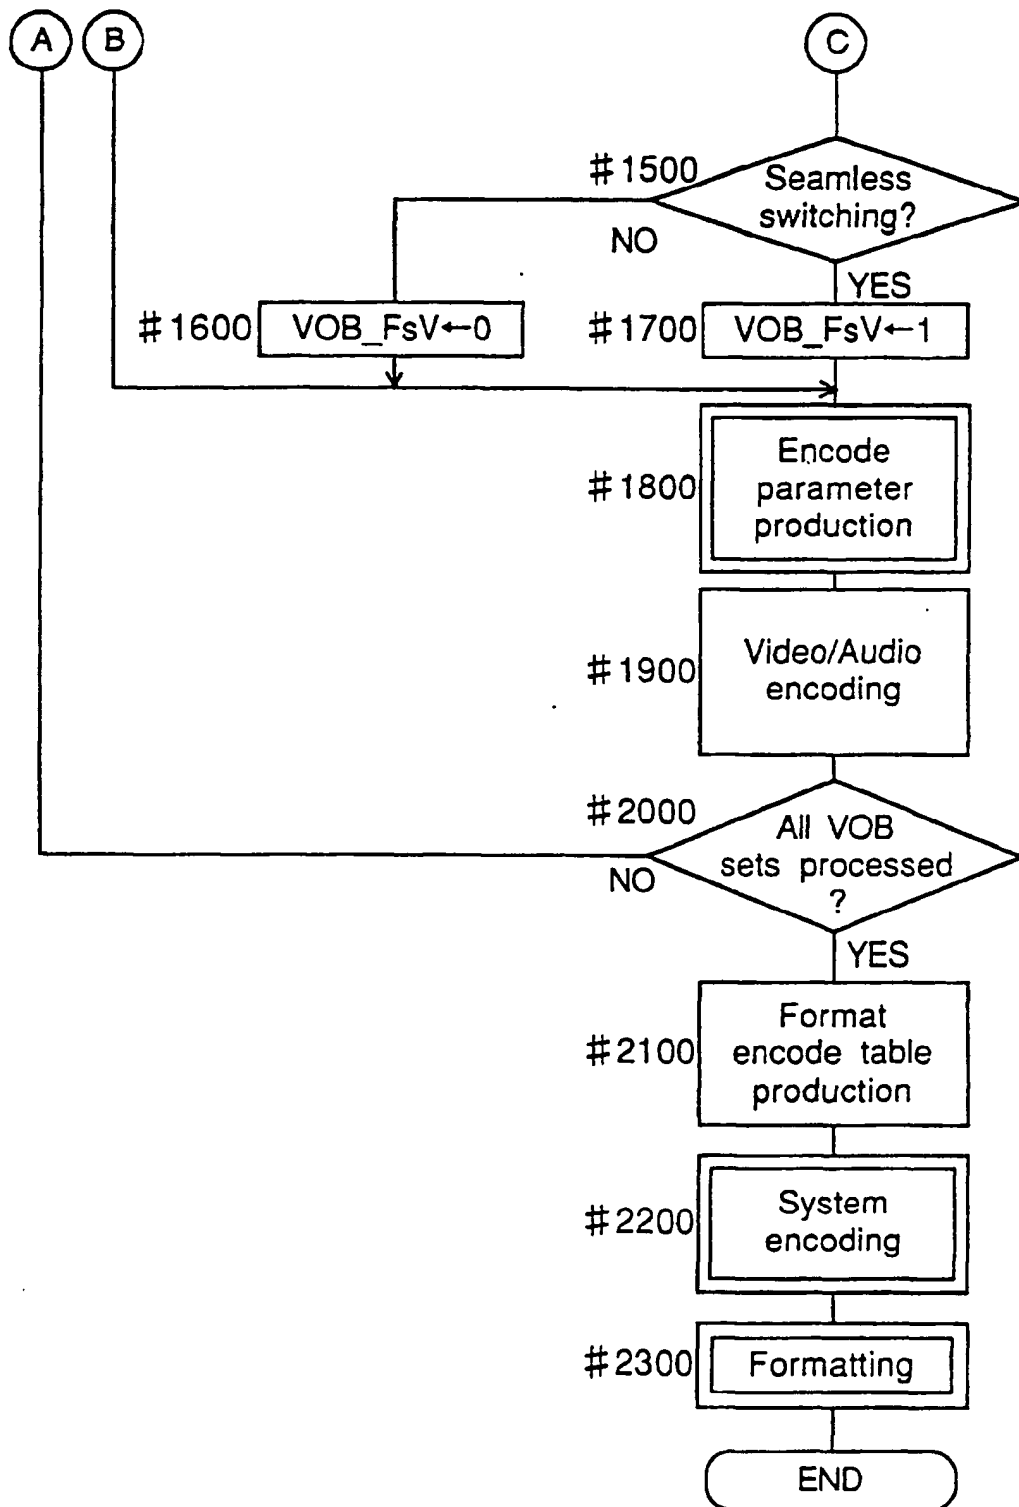 A B C
#1500
Seamless
switching?
NO
YES
#1600
VOB_FsV←0
#1700
VOB_FsV←1
#1800
Encode
parameter
production
#1900
Video/Audio
encoding
#2000
All VOB
sets processed
?
NO
YES
#2100
Format
encode table
production
#2200
System
encoding
#2300
Formatting
END